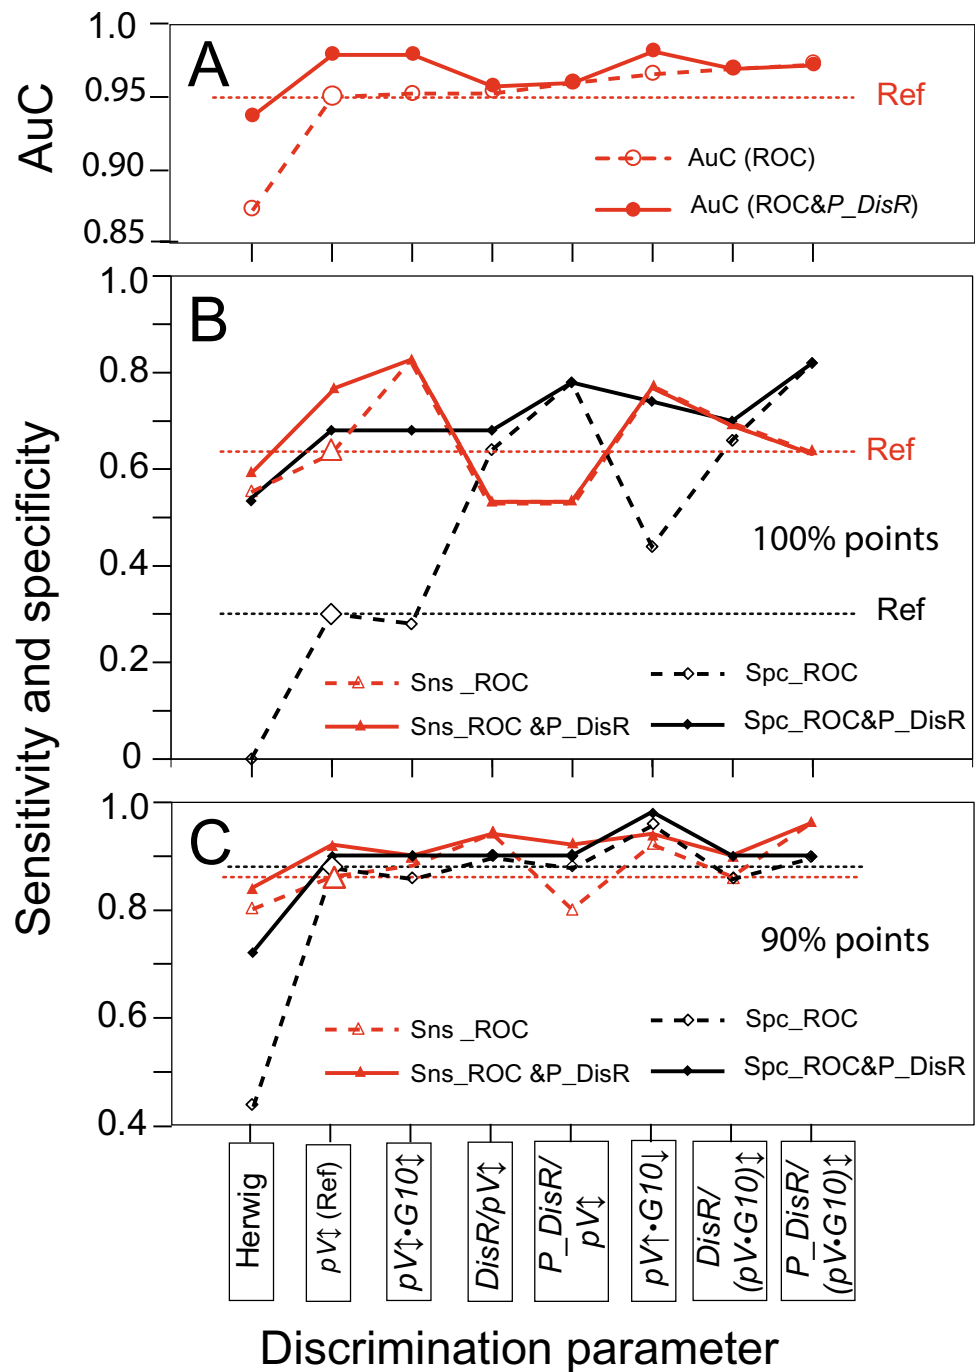 A
AuC
1.0
0.95
0.90
0.85
Ref
AuC (ROC)
AuC (ROC&P_DisR)
B
Sensitivity and specificity
1.0
0.8
0.6
0.4
0.2
0
Ref
100% points
Ref
Sns _ROC
Spc_ROC
Sns_ROC &P_DisR
Spc_ROC&P_DisR
C
1.0
0.8
0.6
0.4
90% points
Sns _ROC
Spc_ROC
Sns_ROC &P_DisR
Spc_ROC&P_DisR
Herwig
pV↕ (Ref)
pV↕•G10↕
DisR/pV↕
P_DisR/
pV↕
pV↑•G10↓
DisR/
(pV•G10)↕
P_DisR/
(pV•G10)↕
Discrimination parameter